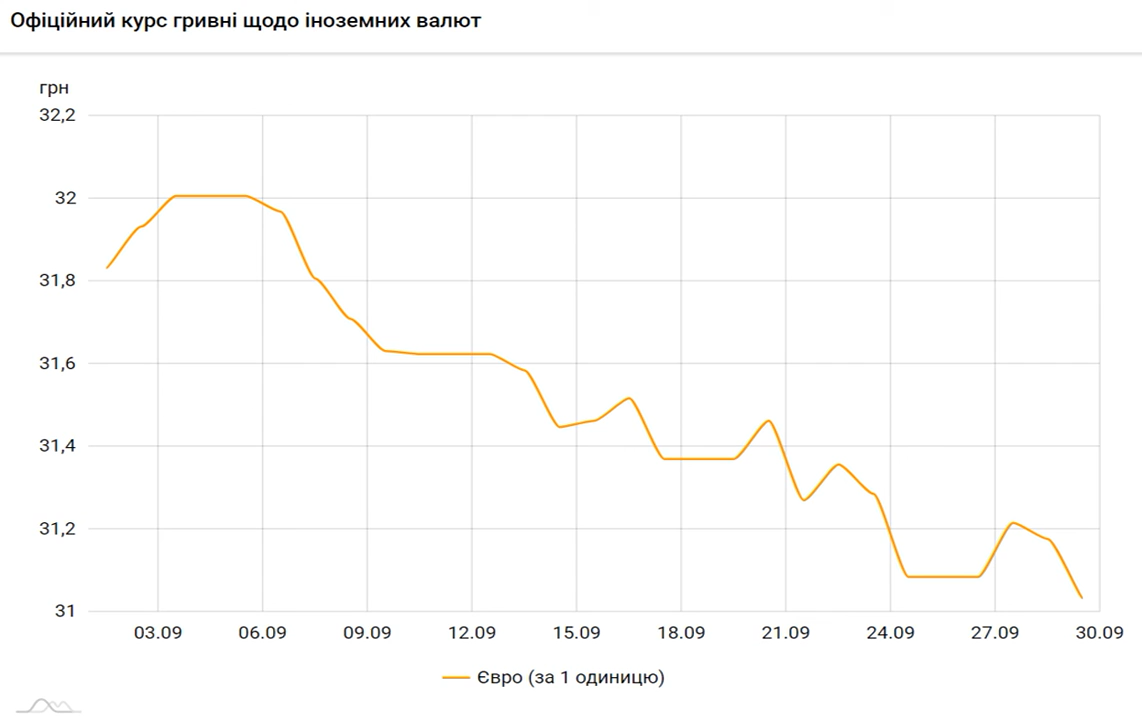 Офіційний курс гривні щодо іноземних валют
грн
32,2
32
31,8
31,6
31,4
31,2
31
03.09 06.09 09.09 12.09 15.09 18.09 21.09 24.09 27.09 30.09
Євро (за 1 одиницю)